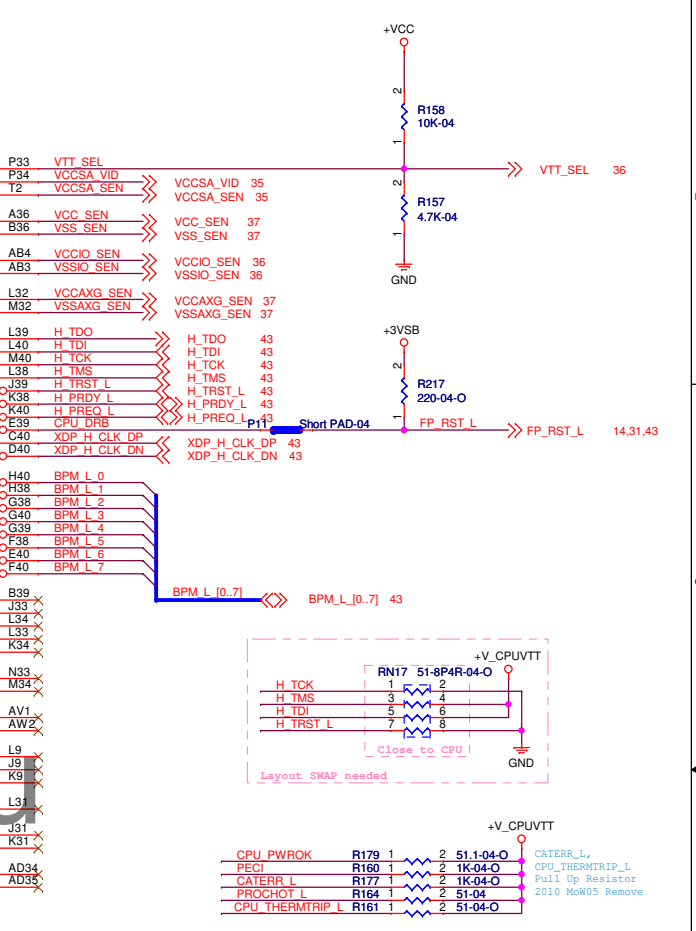 +VCC
2
R158
10K-04
1
P33 VTT_SEL
VTT_SEL 36
P34 VCCSA_VID
VCCSA_VID 35
T2 VCCSA_SEN
VCCSA_SEN 35
2
R157
4.7K-04
1
GND
A36 VCC_SEN
VCC_SEN 37
B36 VSS_SEN
VSS_SEN 37
AB4 VCCIO_SEN
VCCIO_SEN 36
AB3 VSSIO_SEN
VSSIO_SEN 36
L32 VCCAXG_SEN
VCCAXG_SEN 37
M32 VSSAXG_SEN
VSSAXG_SEN 37
+3VSB
2
R217
220-04-O
1
L39 H_TDO
H_TDO 43
L40 H_TDI
H_TDI 43
M40 H_TCK
H_TCK 43
L38 H_TMS
H_TMS 43
J39 H_TRST_L
H_TRST_L 43
K38 H_PRDY_L
H_PRDY_L 43
K40 H_PREQ_L
H_PREQ_L 43
E39 CPU_DRB
P11 Short PAD-04
FP_RST_L
FP_RST_L 14,31,43
C40 XDP_H_CLK_DP
XDP_H_CLK_DP 43
D40 XDP_H_CLK_DN
XDP_H_CLK_DN 43
H40 BPM_L_0
H38 BPM_L_1
G38 BPM_L_2
G40 BPM_L_3
G39 BPM_L_4
F38 BPM_L_5
E40 BPM_L_6
F40 BPM_L_7
BPM_L_[0..7]
BPM_L_[0..7] 43
B39
J33
L34
L33
K34
N33
M34
AV1
AW2
L9
J9
K9
L31
J31
K31
AD34
AD35
+V_CPUVTT
RN17 51-8P4R-04-O
H_TCK 1 2
H_TMS 3 4
H_TDI 5 6
H_TRST_L 7 8
Close to CPU
GND
Layout SWAP needed
+V_CPUVTT
CPU_PWROK R179 1 2 51.1-04-O
PECI R160 1 2 1K-04-O
CATERR_L R177 1 2 1K-04-O
PROCHOT_L R164 1 2 51-04
CPU_THERMTRIP_L R161 1 2 51-04-O
CATERR_L,
CPU_THERMTRIP_L
Pull Up Resistor
2010 MoW05 Remove